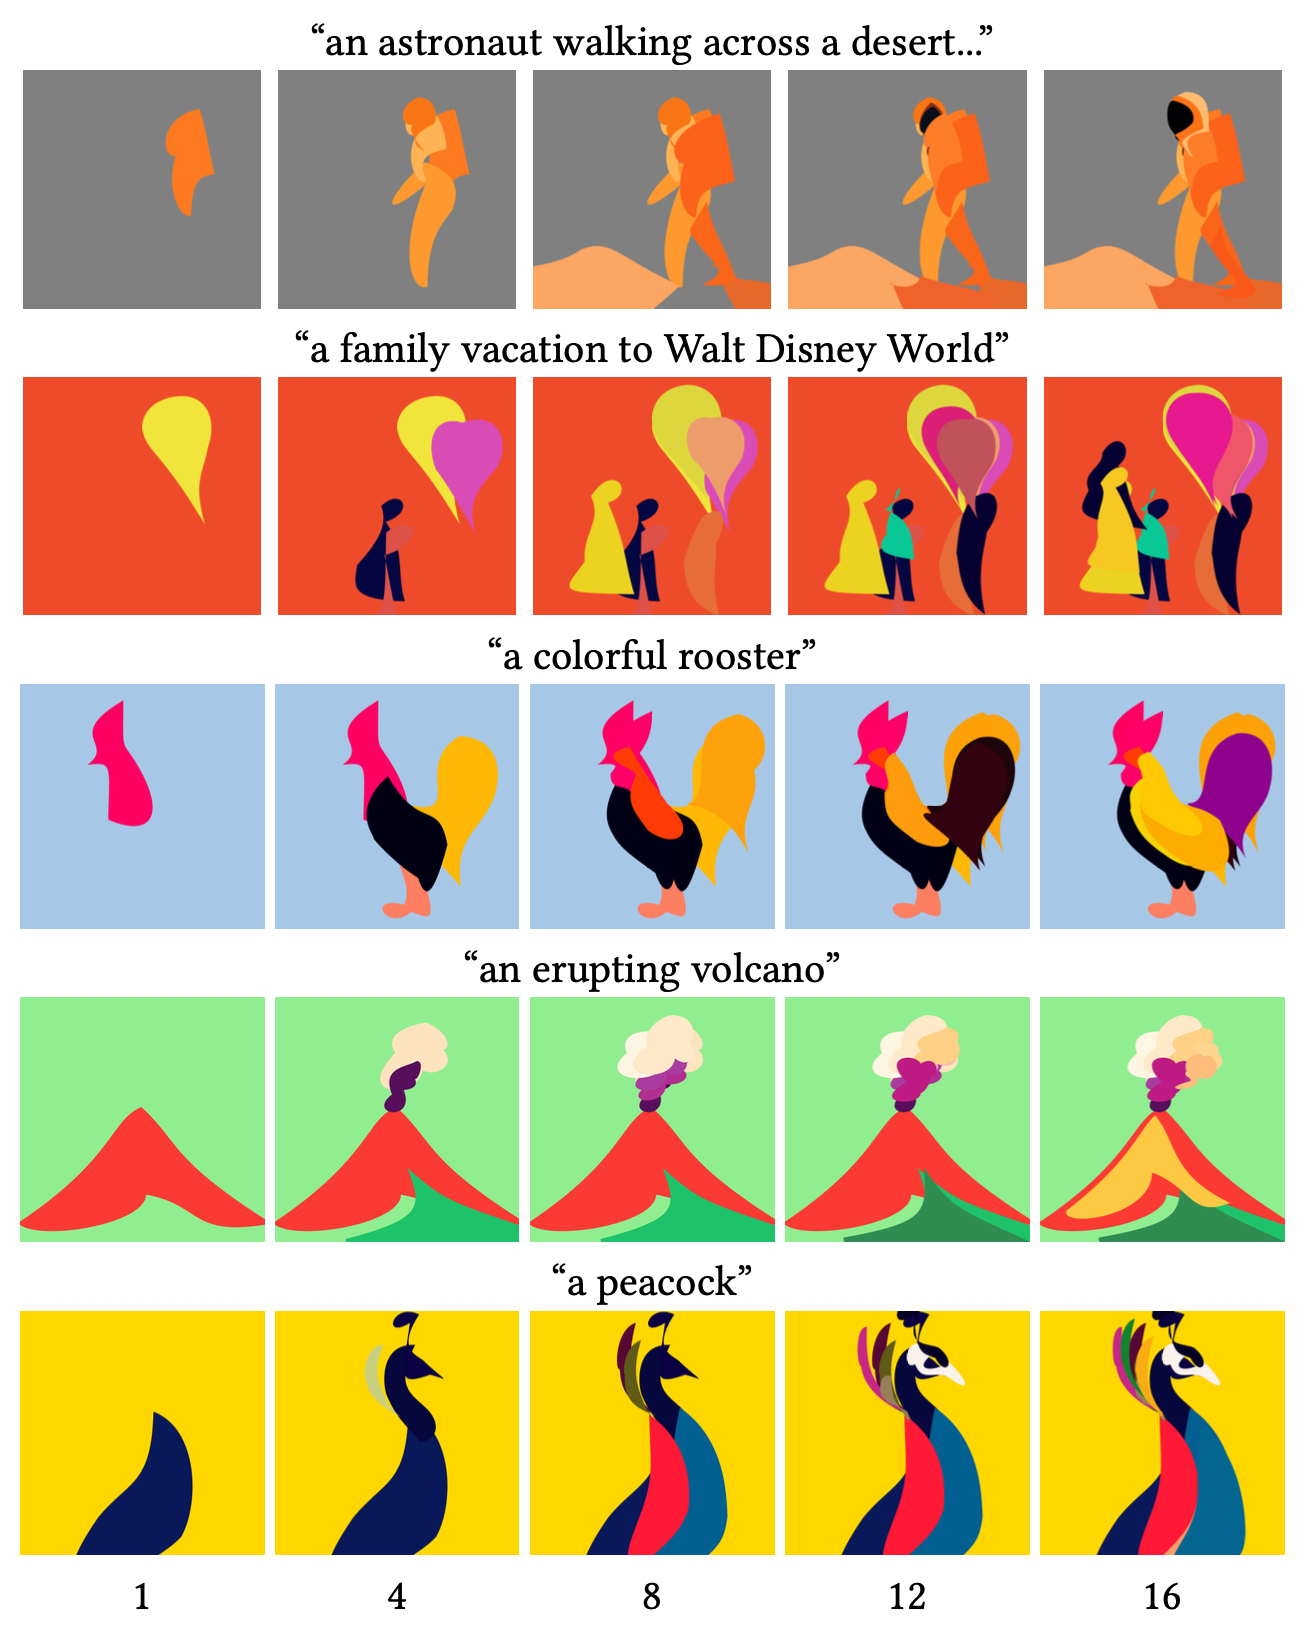 “an astronaut walking across a desert...”
“a family vacation to Walt Disney World”
“a colorful rooster”
“an erupting volcano”
“a peacock”
1 4 8 12 16